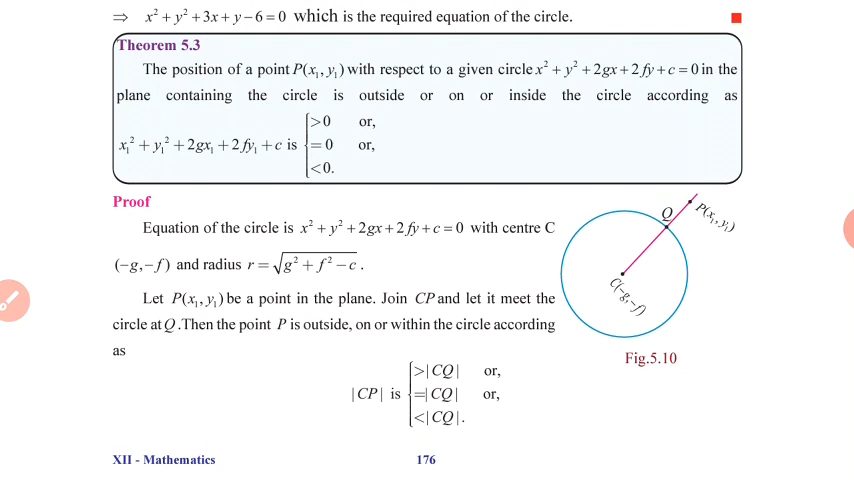 ⇒ x² + y² + 3x + y − 6 = 0 which is the required equation of the circle.
Theorem 5.3
The position of a point P(x₁, y₁) with respect to a given circle x² + y² + 2gx + 2fy + c = 0 in the
plane containing the circle is outside or on or inside the circle according as
>0 or,
x₁² + y₁² + 2gx₁ + 2fy₁ + c is =0 or,
<0.
Proof
Equation of the circle is x² + y² + 2gx + 2fy + c = 0 with centre C
(−g, −f) and radius r = √(g² + f² − c) .
Let P(x₁, y₁) be a point in the plane. Join CP and let it meet the
circle at Q .Then the point P is outside, on or within the circle according
as
>|CQ| or,
|CP| is =|CQ| or,
<|CQ|.
Q
P(x₁, y₁)
C(−g, −f)
Fig.5.10
XII - Mathematics 176